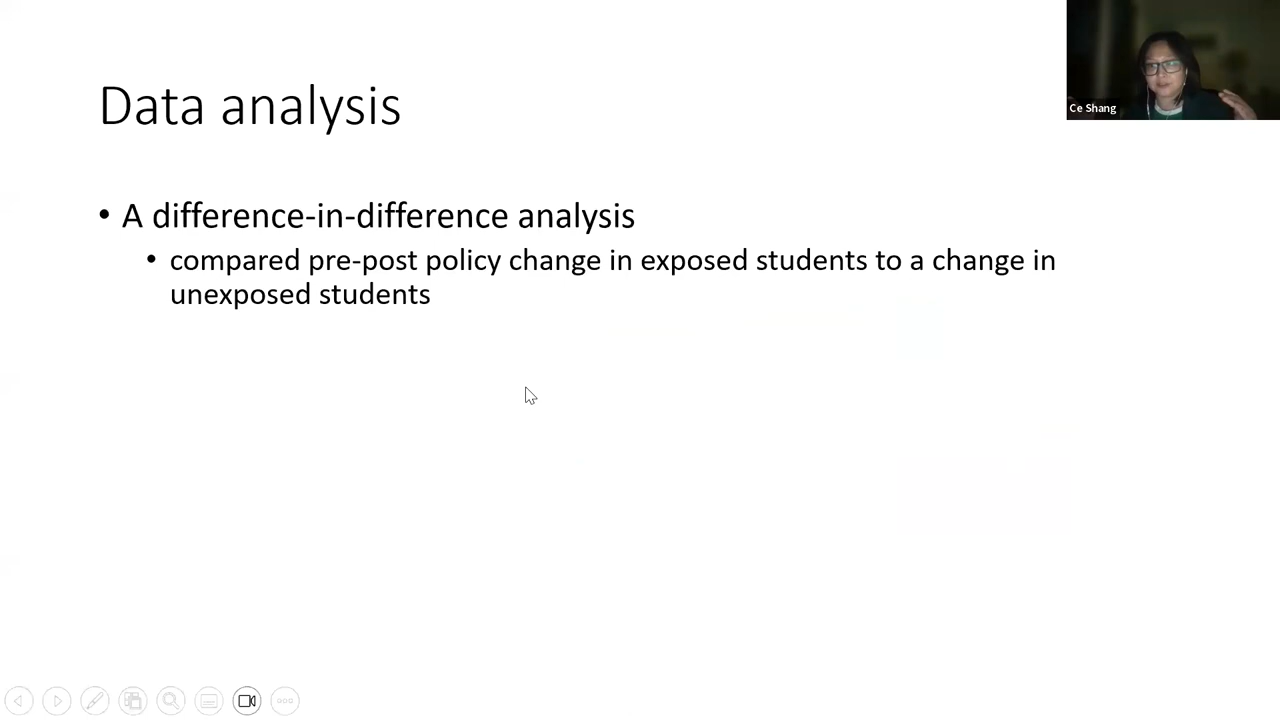 Ce Shang
Data analysis
• A difference-in-difference analysis
• compared pre-post policy change in exposed students to a change in
unexposed students